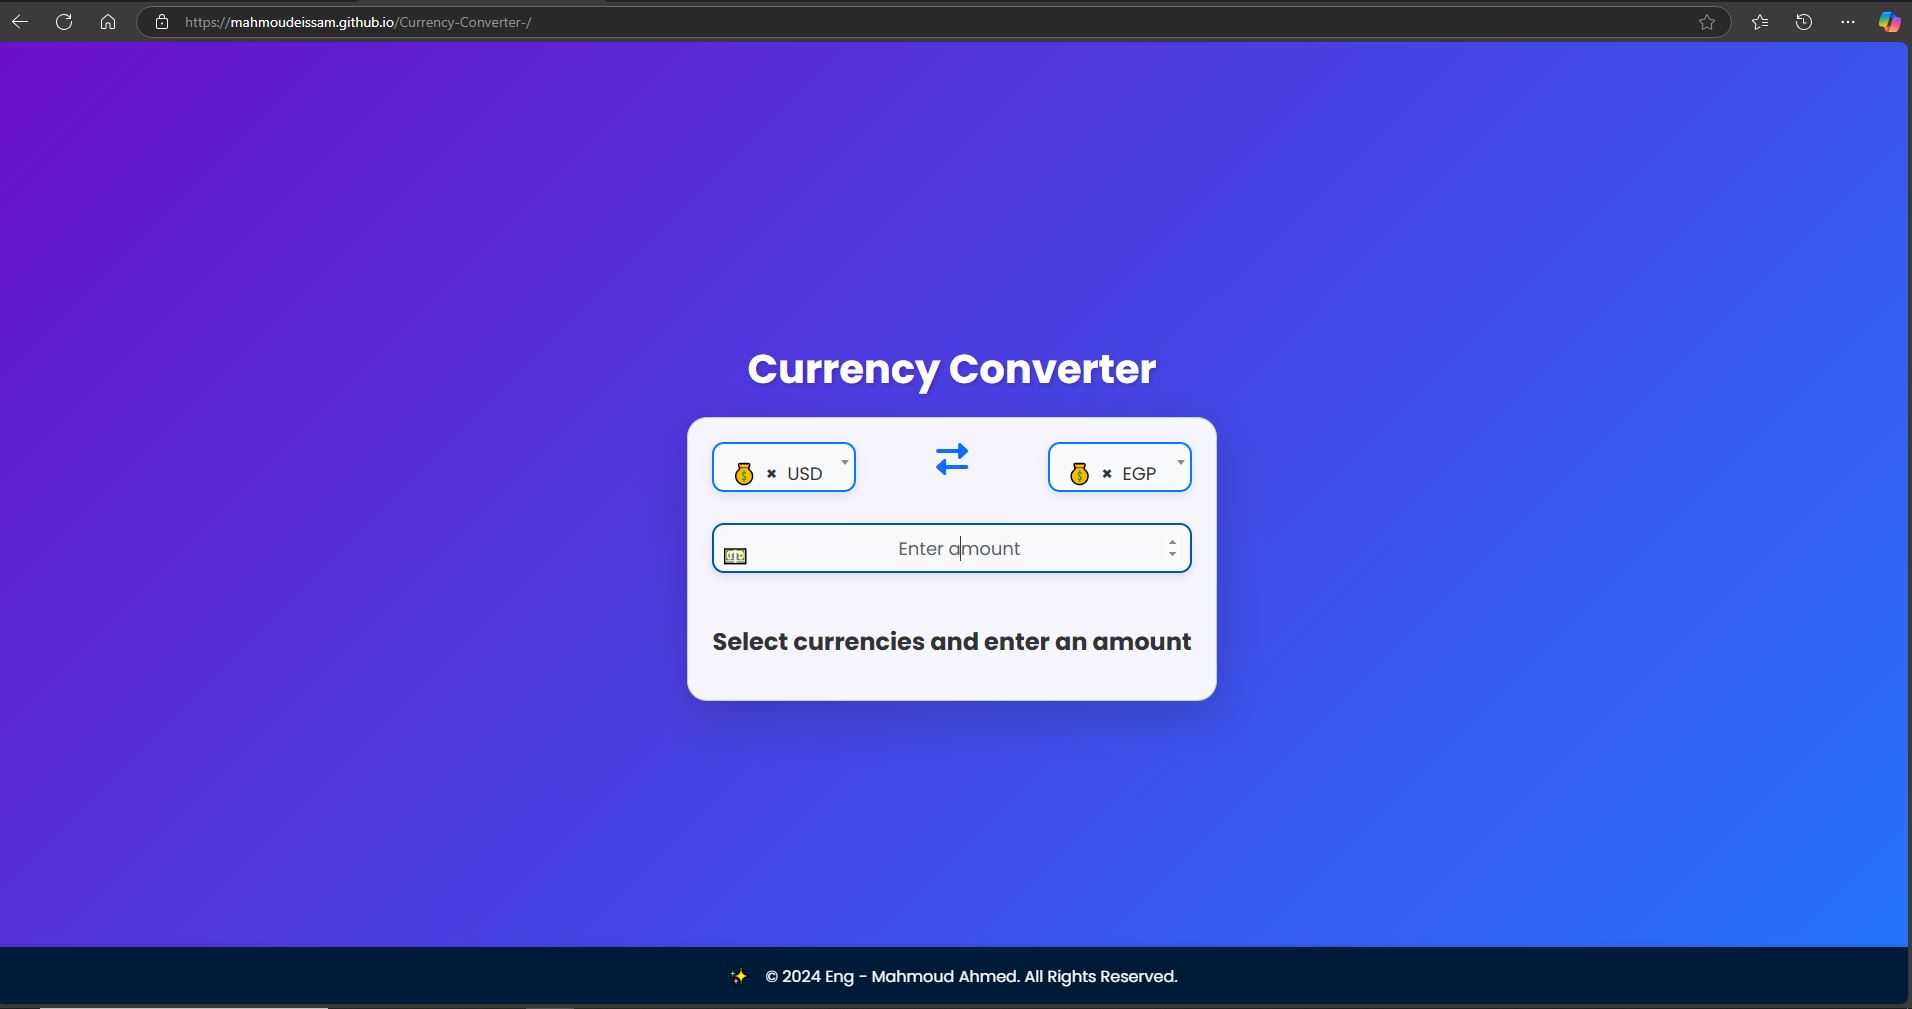 https://mahmoudeissam.github.io/Currency-Converter-/
Currency Converter
× USD
× EGP
Enter amount
Select currencies and enter an amount
✨ © 2024 Eng - Mahmoud Ahmed. All Rights Reserved.